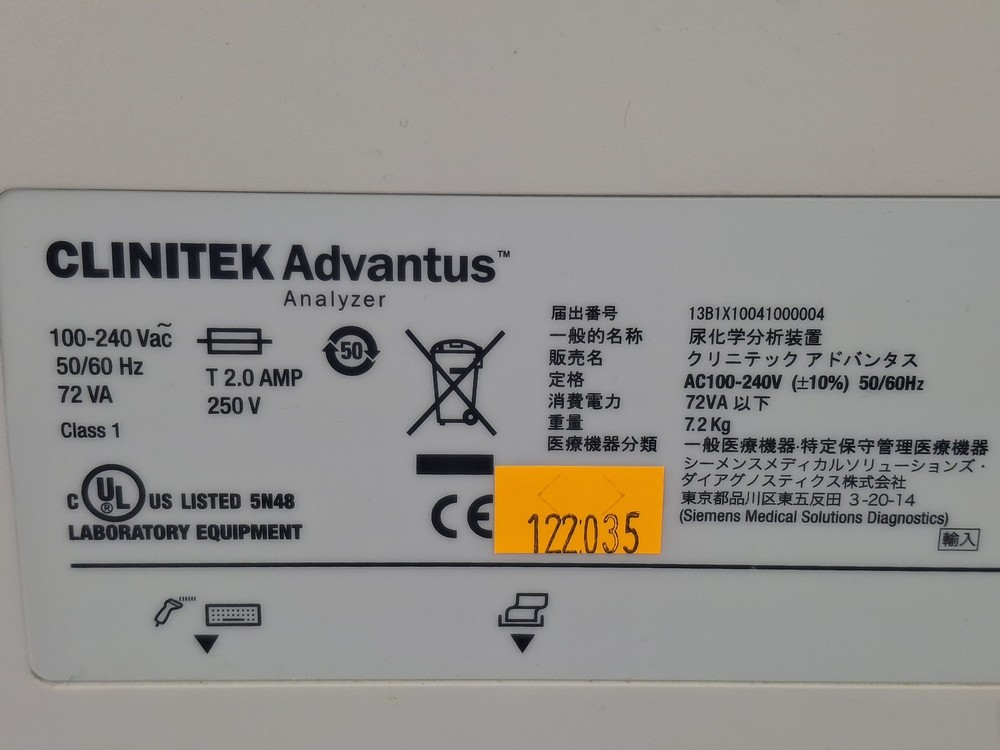 CLINITEK Advantus™
Analyzer
100-240 Vac~
50/60 Hz
72 VA
Class 1
T 2.0 AMP
250 V
50
C UL® US LISTED 5N48
LABORATORY EQUIPMENT
CE
122035
届出番号 13B1X10041000004
一般的名称 尿化学分析装置
販売名 クリニテック アドバンタス
定格 AC100-240V (±10%) 50/60Hz
消費電力 72VA 以下
重量 7.2 Kg
医療機器分類 一般医療機器・特定保守管理医療機器
シーメンスメディカルソリューションズ・
ダイアグノスティクス株式会社
東京都品川区東五反田 3-20-14
(Siemens Medical Solutions Diagnostics)
輸入